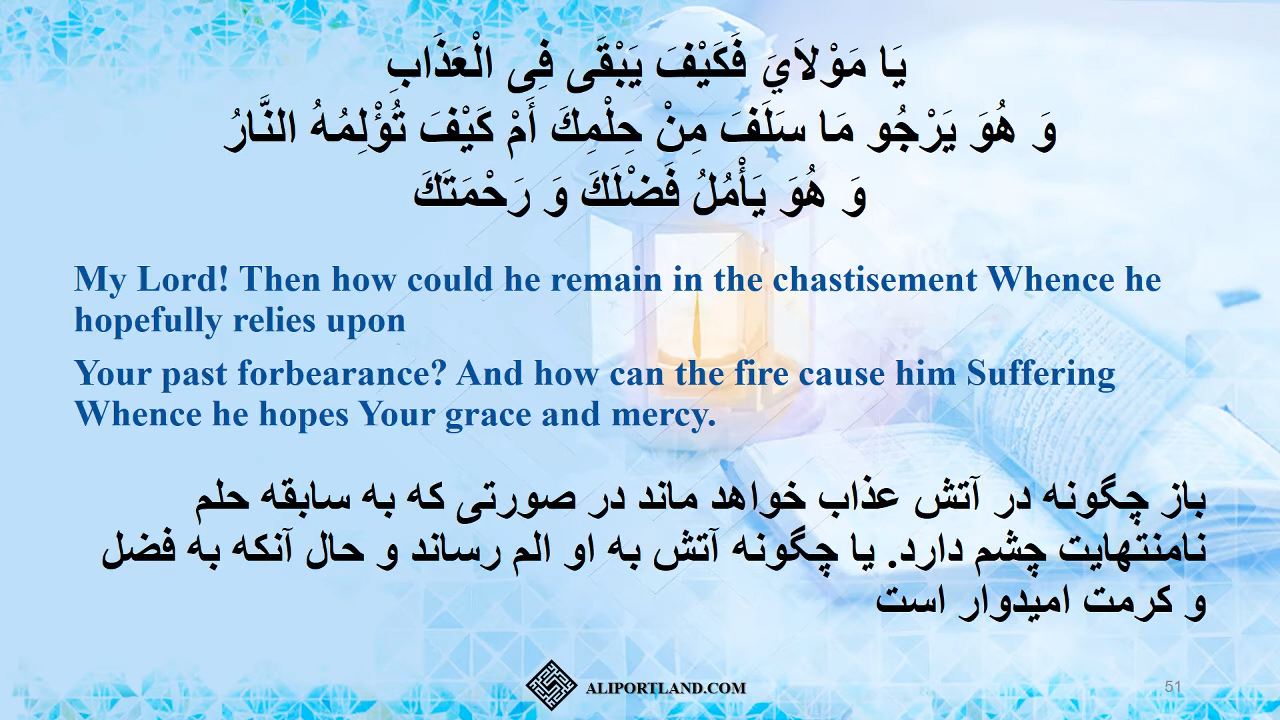 يَا مَوْلاَيَ فَكَيْفَ يَبْقَى فِى الْعَذَابِ
وَ هُوَ يَرْجُو مَا سَلَفَ مِنْ حِلْمِكَ أَمْ كَيْفَ تُؤْلِمُهُ النَّارُ
وَ هُوَ يَأْمُلُ فَضْلَكَ وَ رَحْمَتَكَ
My Lord! Then how could he remain in the chastisement Whence he
hopefully relies upon
Your past forbearance? And how can the fire cause him Suffering
Whence he hopes Your grace and mercy.
باز چگونه در آتش عذاب خواهد ماند در صورتی که به سابقه حلم
نامنتهایت چشم دارد. یا چگونه آتش به او الم رساند و حال آنکه به فضل
و کرمت امیدوار است
ALIPORTLAND.COM
51